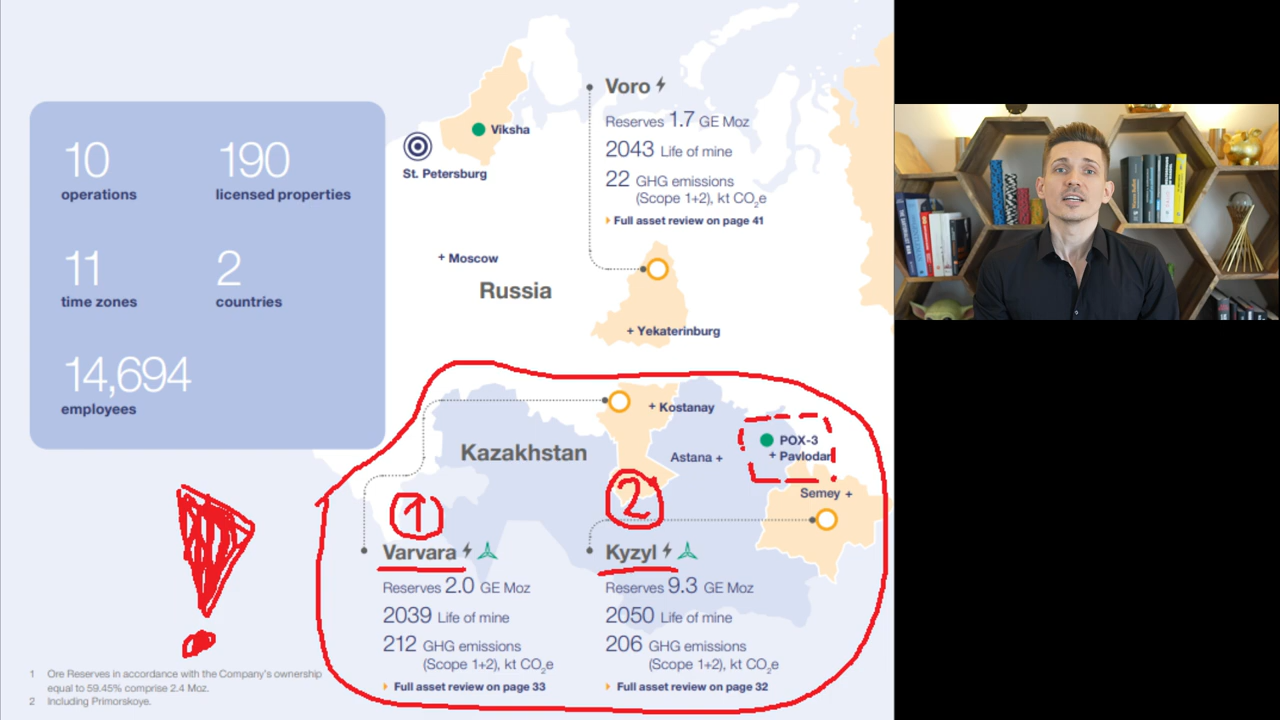 10
operations
190
licensed properties
11
time zones
2
countries
14,694
employees
1 Ore Reserves in accordance with the Company's ownership
equal to 59.45% comprise 2.4 Moz.
2 Including Primorskoye.
Viksha
St. Petersburg
+ Moscow
Russia
Voro
Reserves 1.7 GE Moz
2043 Life of mine
22 GHG emissions
(Scope 1+2), kt CO2e
Full asset review on page 41
+ Yekaterinburg
+ Kostanay
Kazakhstan
Astana +
POX-3
+ Pavlodar
Semey +
1
Varvara
Reserves 2.0 GE Moz
2039 Life of mine
212 GHG emissions
(Scope 1+2), kt CO2e
Full asset review on page 33
2
Kyzyl
Reserves 9.3 GE Moz
2050 Life of mine
206 GHG emissions
(Scope 1+2), kt CO2e
Full asset review on page 32
!